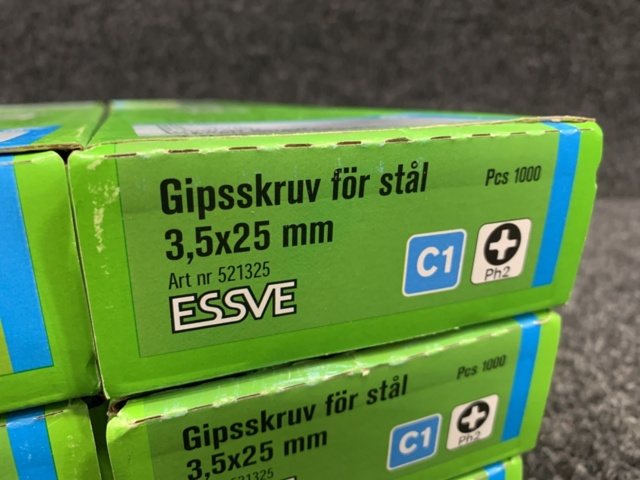 Gipsskruv för stål
Pcs 1000
3,5x25 mm
Art nr 521325
ESSVE
C1
Ph2
Gipsskruv för stål
Pcs 1000
3,5x25 mm
521325
C1
Ph2